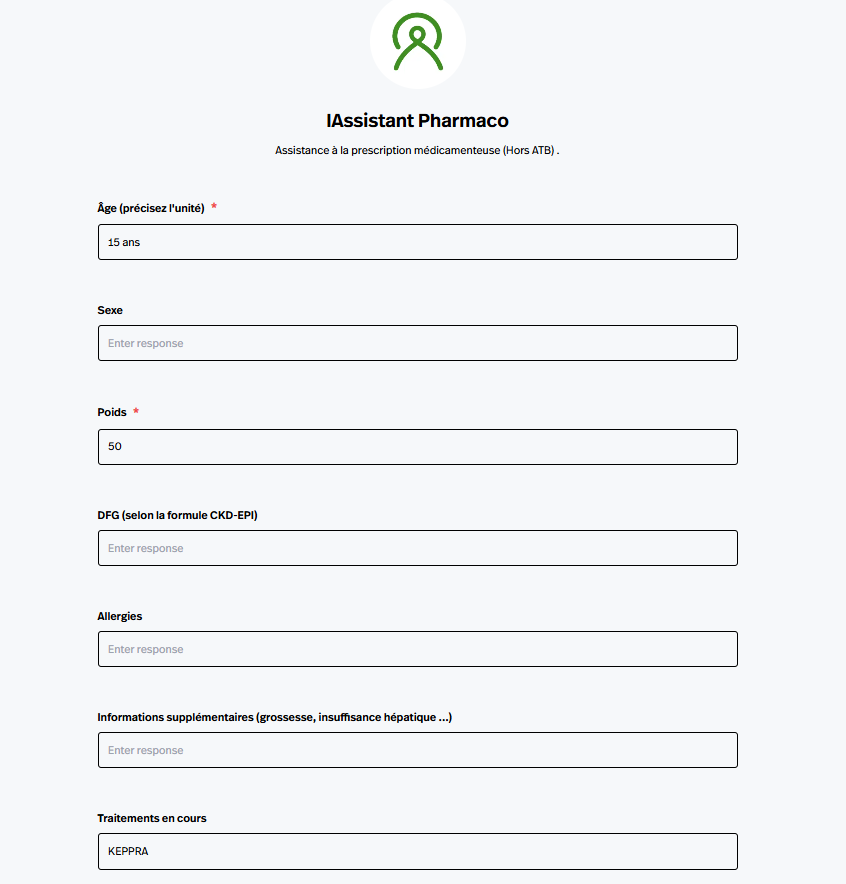 IAssistant Pharmaco
Assistance à la prescription médicamenteuse (Hors ATB) .
Âge (précisez l'unité) *
15 ans
Sexe
Enter response
Poids *
50
DFG (selon la formule CKD-EPI)
Enter response
Allergies
Enter response
Informations supplémentaires (grossesse, insuffisance hépatique ...)
Enter response
Traitements en cours
KEPPRA